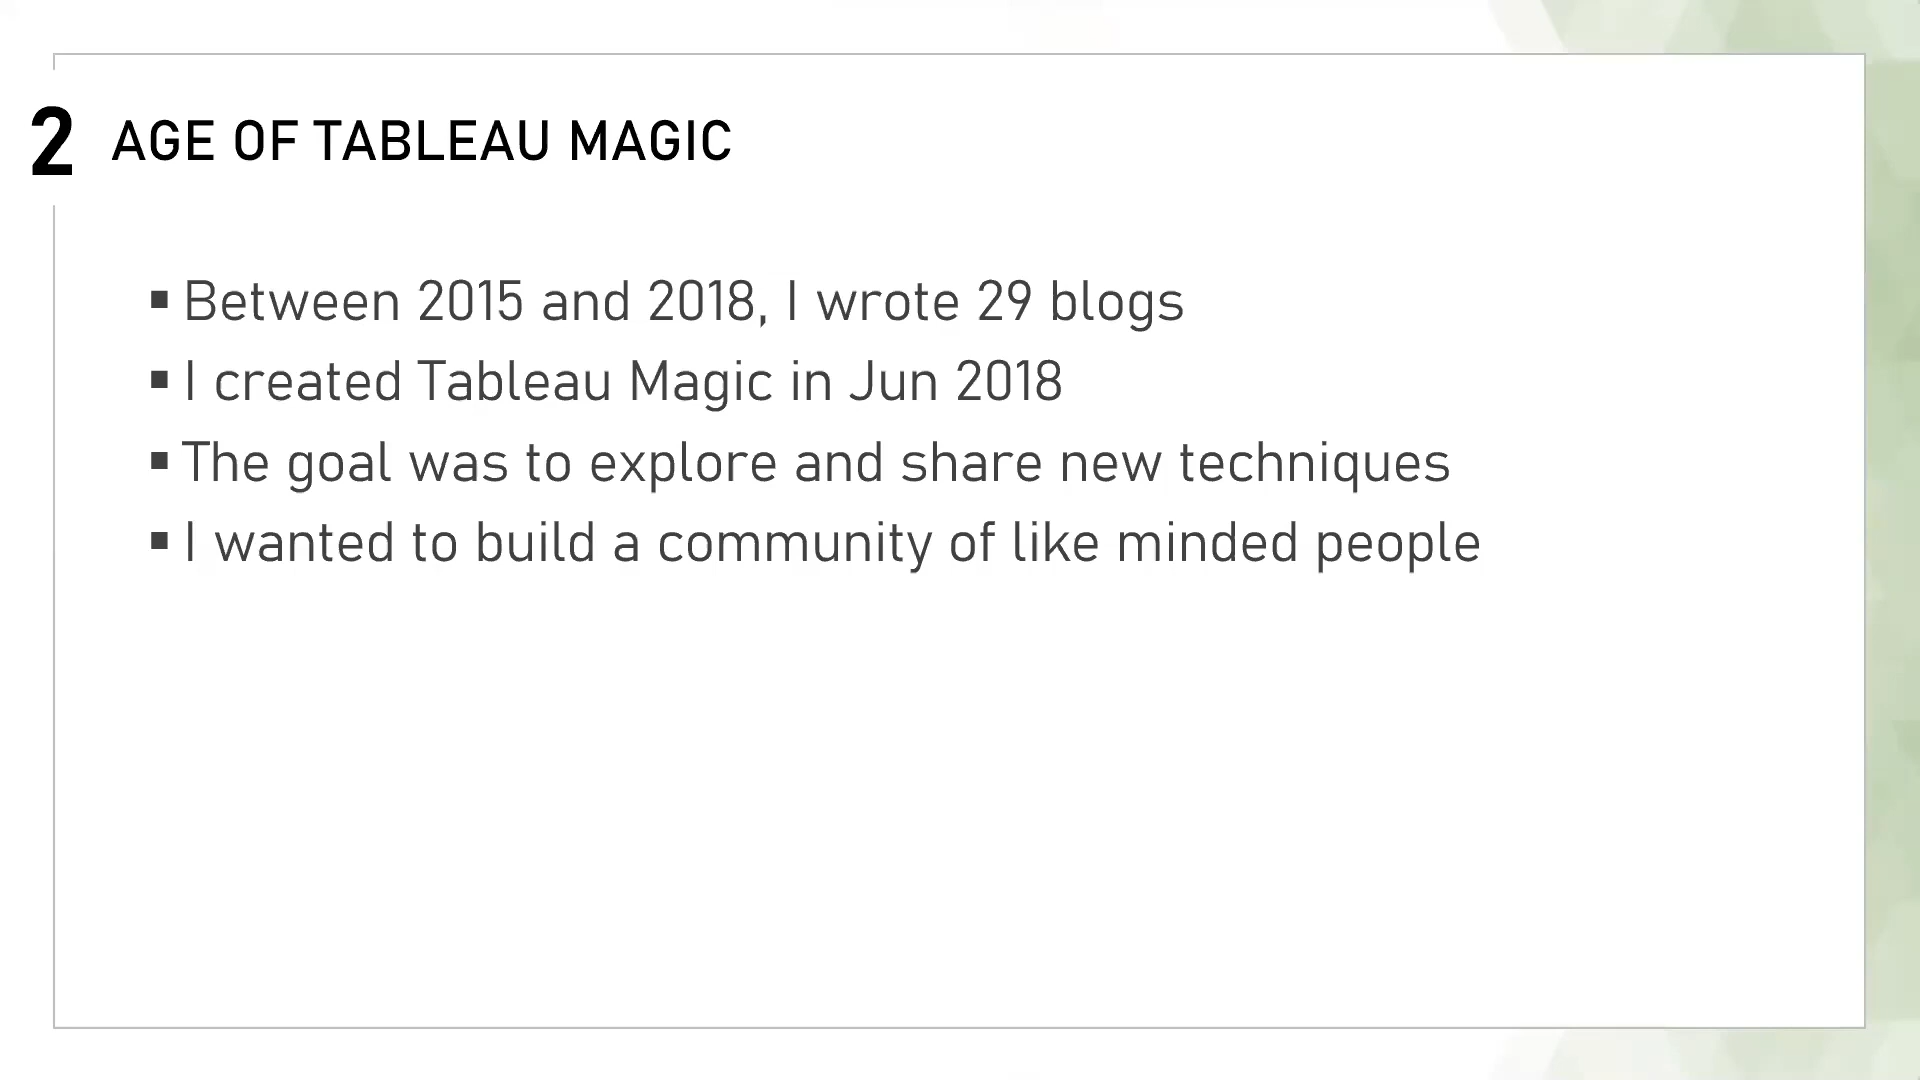 2 AGE OF TABLEAU MAGIC
▪ Between 2015 and 2018, I wrote 29 blogs
▪ I created Tableau Magic in Jun 2018
▪ The goal was to explore and share new techniques
▪ I wanted to build a community of like minded people